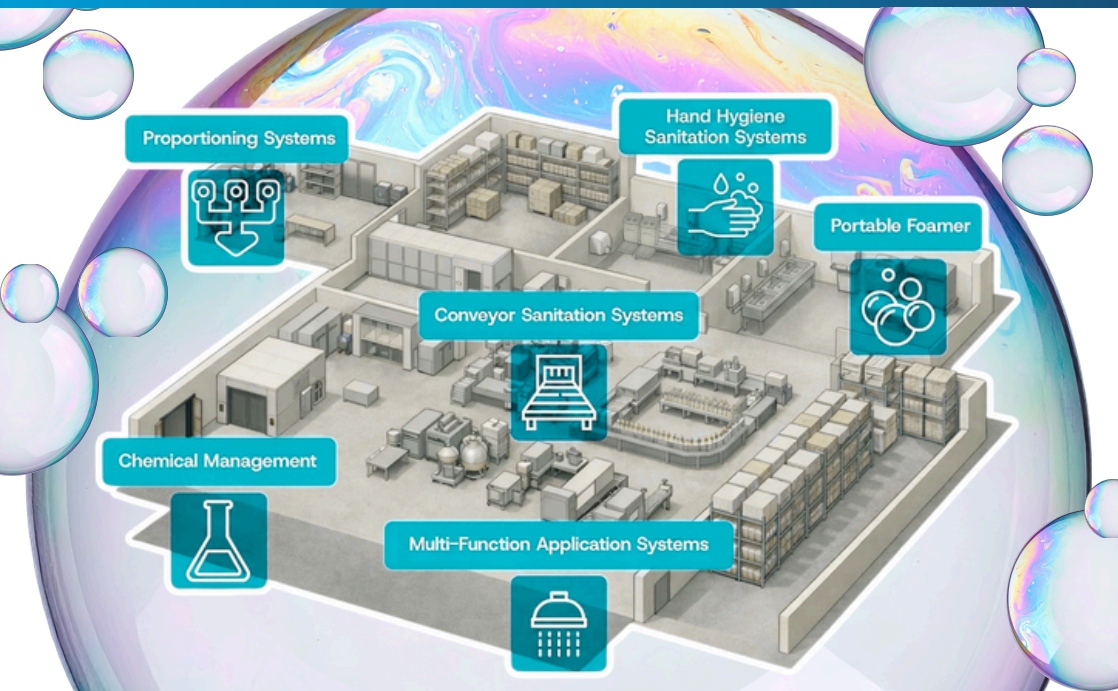 Proportioning Systems
Hand Hygiene
Sanitation Systems
Portable Foamer
Conveyor Sanitation Systems
Chemical Management
Multi-Function Application Systems